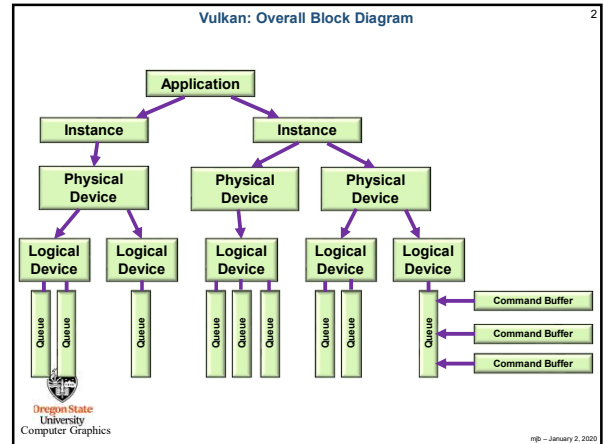 Vulkan: Overall Block Diagram
2
Application
Instance
Instance
Physical
Device
Physical
Device
Physical
Device
Logical
Device
Logical
Device
Logical
Device
Logical
Device
Logical
Device
Queue
Queue
Queue
Queue
Queue
Queue
Queue
Queue
Queue
Command Buffer
Command Buffer
Command Buffer
Oregon State
University
Computer Graphics
mjb – January 2, 2020